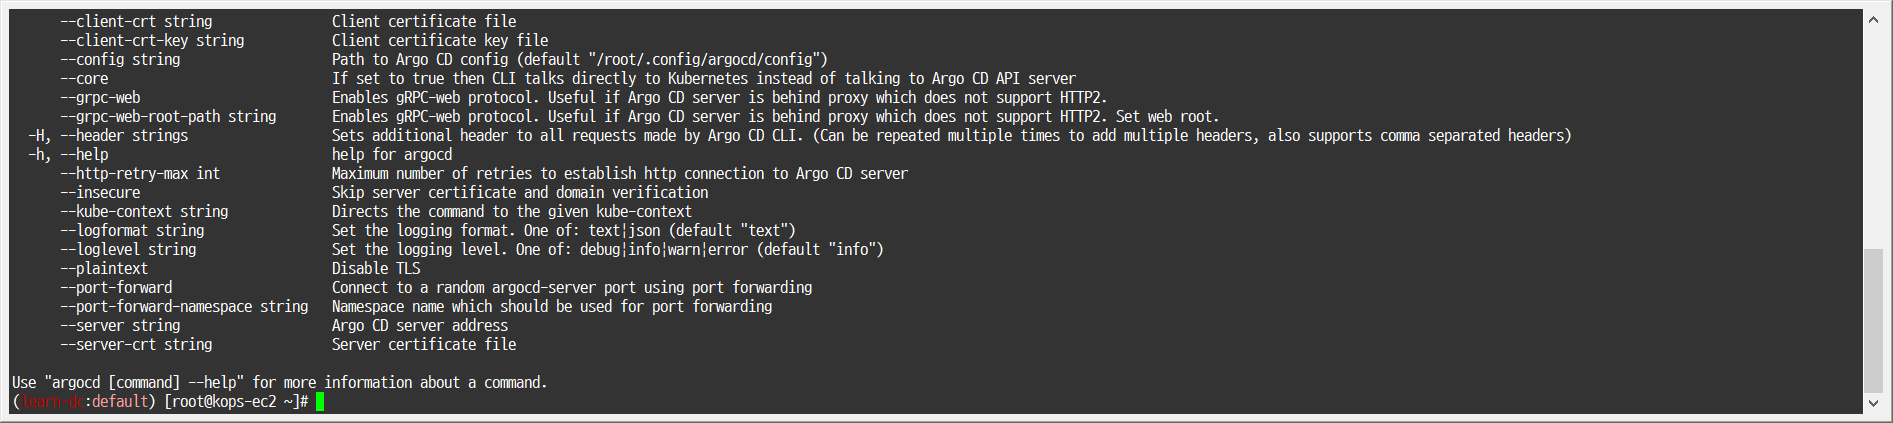 --client-crt string Client certificate file
--client-crt-key string Client certificate key file
--config string Path to Argo CD config (default "/root/.config/argocd/config")
--core If set to true then CLI talks directly to Kubernetes instead of talking to Argo CD API server
--grpc-web Enables gRPC-web protocol. Useful if Argo CD server is behind proxy which does not support HTTP2.
--grpc-web-root-path string Enables gRPC-web protocol. Useful if Argo CD server is behind proxy which does not support HTTP2. Set web root.
-H, --header strings Sets additional header to all requests made by Argo CD CLI. (Can be repeated multiple times to add multiple headers, also supports comma separated headers)
-h, --help help for argocd
--http-retry-max int Maximum number of retries to establish http connection to Argo CD server
--insecure Skip server certificate and domain verification
--kube-context string Directs the command to the given kube-context
--logformat string Set the logging format. One of: text|json (default "text")
--loglevel string Set the logging level. One of: debug|info|warn|error (default "info")
--plaintext Disable TLS
--port-forward Connect to a random argocd-server port using port forwarding
--port-forward-namespace string Namespace name which should be used for port forwarding
--server string Argo CD server address
--server-crt string Server certificate file
Use "argocd [command] --help" for more information about a command.
(learn-dc:default) [root@kops-ec2 ~]#